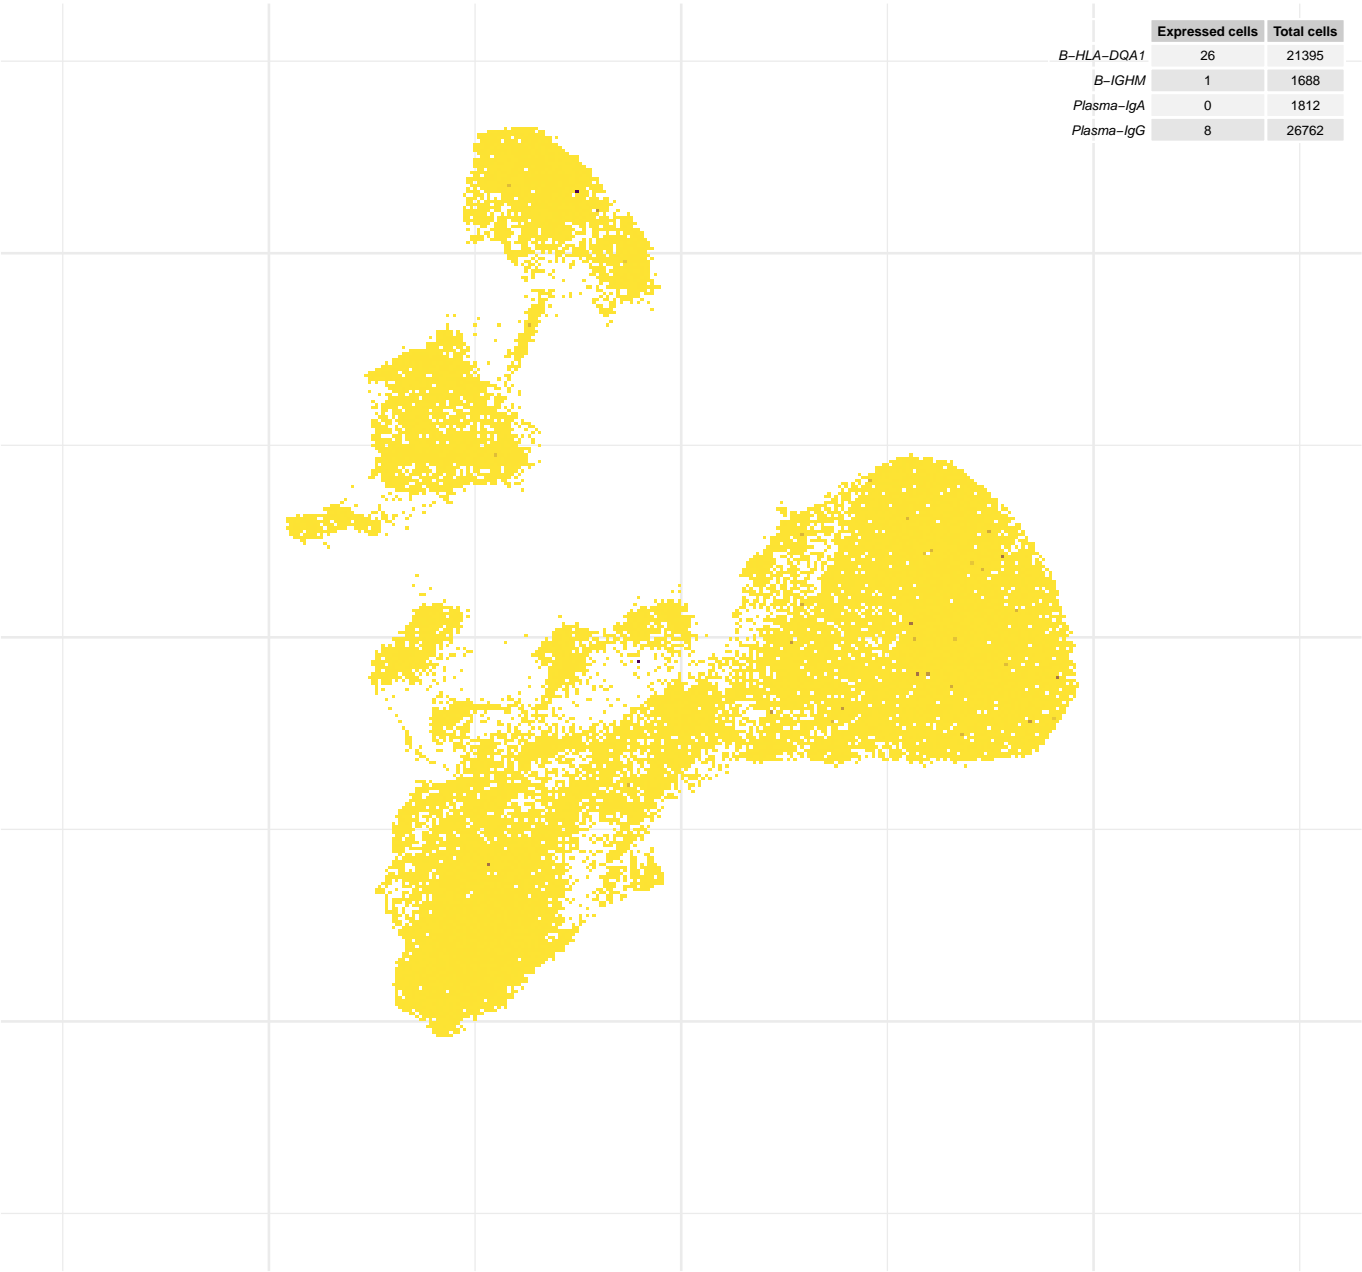 Expressed cells Total cells
B−HLA−DQA1 26 21395
B−IGHM 1 1688
Plasma−IgA 0 1812
Plasma−IgG 8 26762